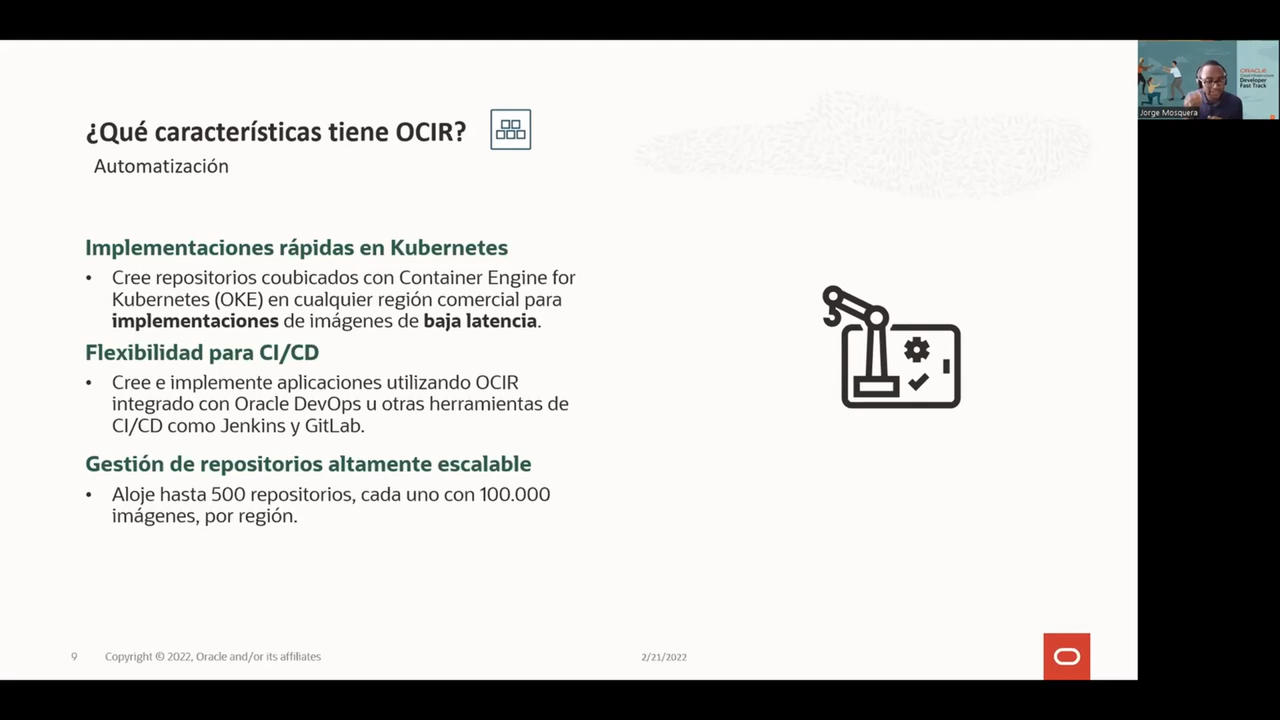 ¿Qué características tiene OCIR?
Automatización
Implementaciones rápidas en Kubernetes
• Cree repositorios coubicados con Container Engine for
Kubernetes (OKE) en cualquier región comercial para
implementaciones de imágenes de baja latencia.
Flexibilidad para CI/CD
• Cree e implemente aplicaciones utilizando OCIR
integrado con Oracle DevOps u otras herramientas de
CI/CD como Jenkins y GitLab.
Gestión de repositorios altamente escalable
• Aloje hasta 500 repositorios, cada uno con 100.000
imágenes, por región.
9 Copyright © 2022, Oracle and/or its affiliates 2/21/2022
ORACLE
Cloud Infrastructure
Developer
Fast Track
Jorge Mosquera